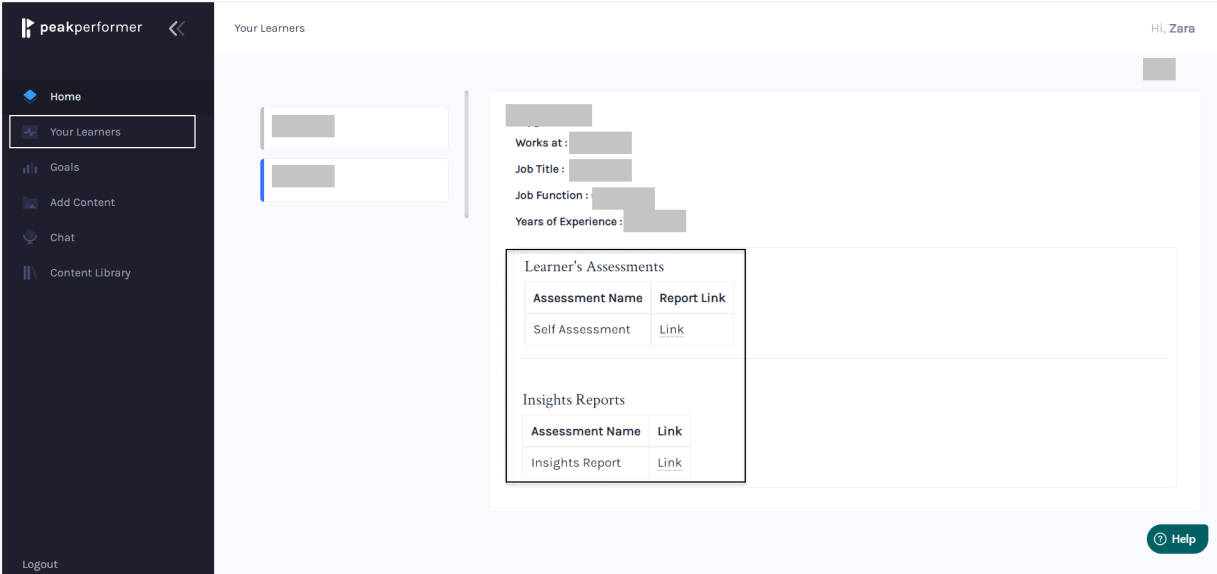 peakperformer
Your Learners
Hi, Zara
Home
Your Learners
Goals
Add Content
Chat
Content Library
Logout
Works at :
Job Title :
Job Function :
Years of Experience :
Learner's Assessments
Assessment Name Report Link
Self Assessment Link
Insights Reports
Assessment Name Link
Insights Report Link
Help